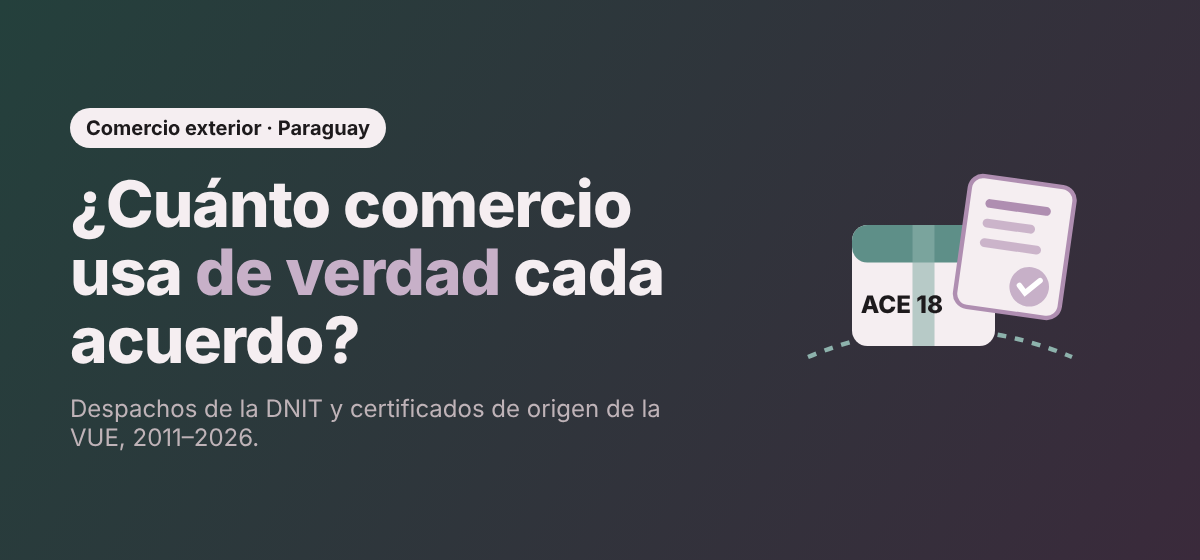 Comercio exterior · Paraguay
¿Cuánto comercio
usa de verdad cada
acuerdo?
Despachos de la DNIT y certificados de origen de la
VUE, 2011–2026.
ACE 18